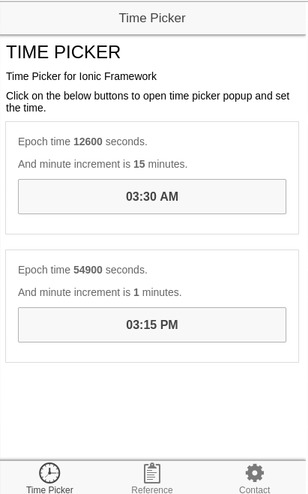 Time Picker
TIME PICKER
Time Picker for Ionic Framework
Click on the below buttons to open time picker popup and set
the time.
Epoch time 12600 seconds.
And minute increment is 15 minutes.
03:30 AM
Epoch time 54900 seconds.
And minute increment is 1 minutes.
03:15 PM
Time Picker
Reference
Contact